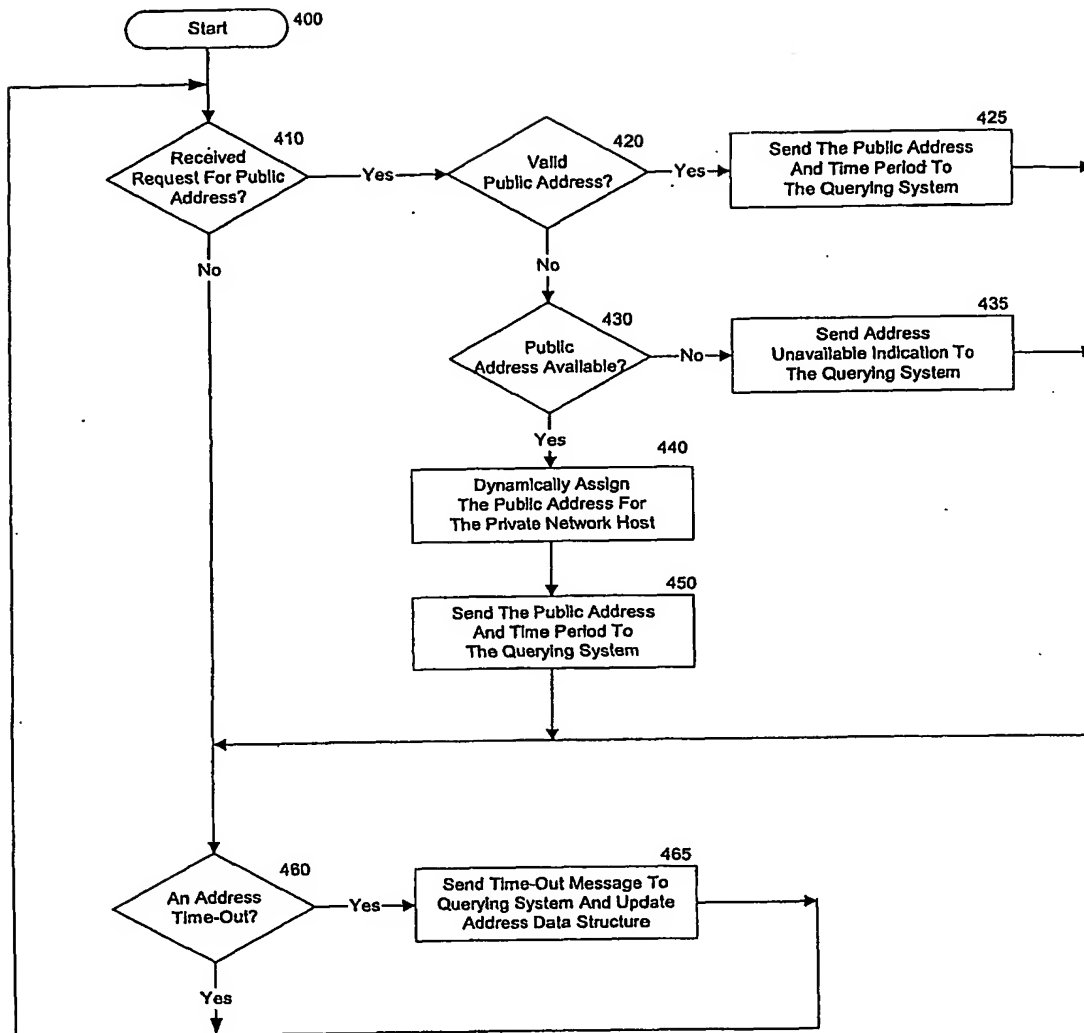 Start
400
410
Received
Request For Public
Address?
Yes
No
420
Valid
Public Address?
Yes
No
425
Send The Public Address
And Time Period To
The Querying System
430
Public
Address Available?
No
Yes
435
Send Address
Unavailable Indication To
The Querying System
440
Dynamically Assign
The Public Address For
The Private Network Host
450
Send The Public Address
And Time Period To
The Querying System
460
An Address
Time-Out?
Yes
Yes
465
Send Time-Out Message To
Querying System And Update
Address Data Structure